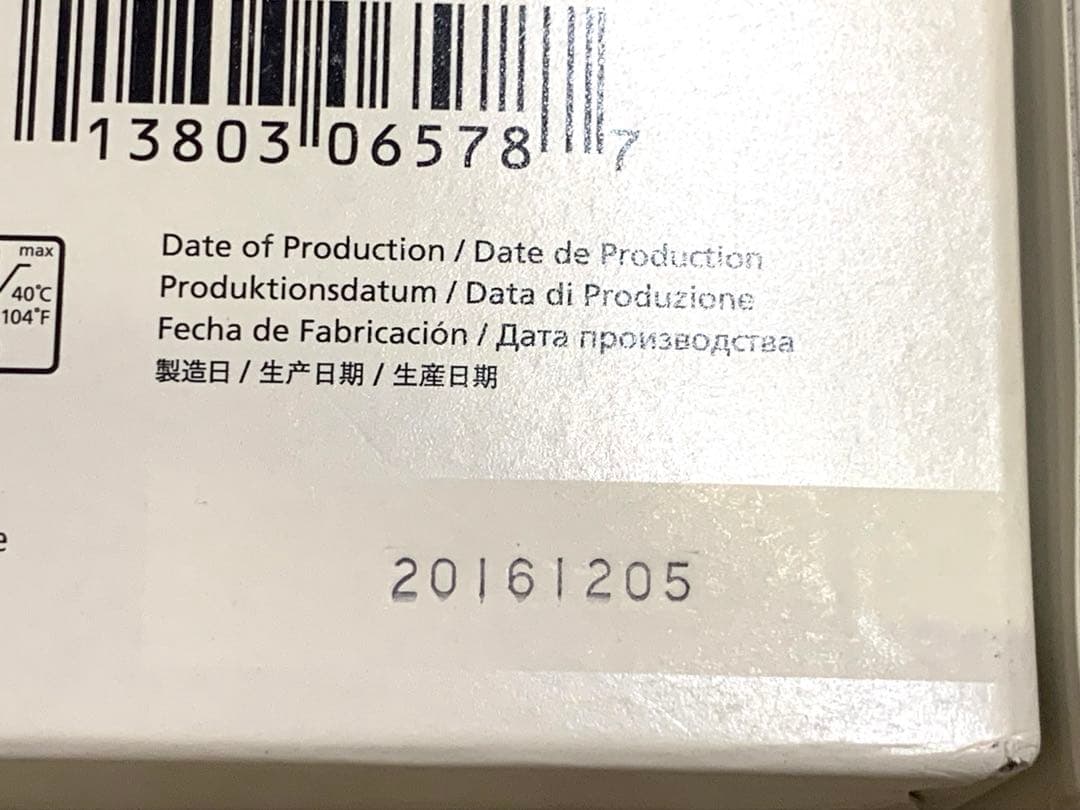 13803 06578 7
max
40°C
104°F
Date of Production / Date de Production
Produktionsdatum / Data di Produzione
Fecha de Fabricación / Дата производства
製造日 / 生产日期 / 生產日期
e
20161205